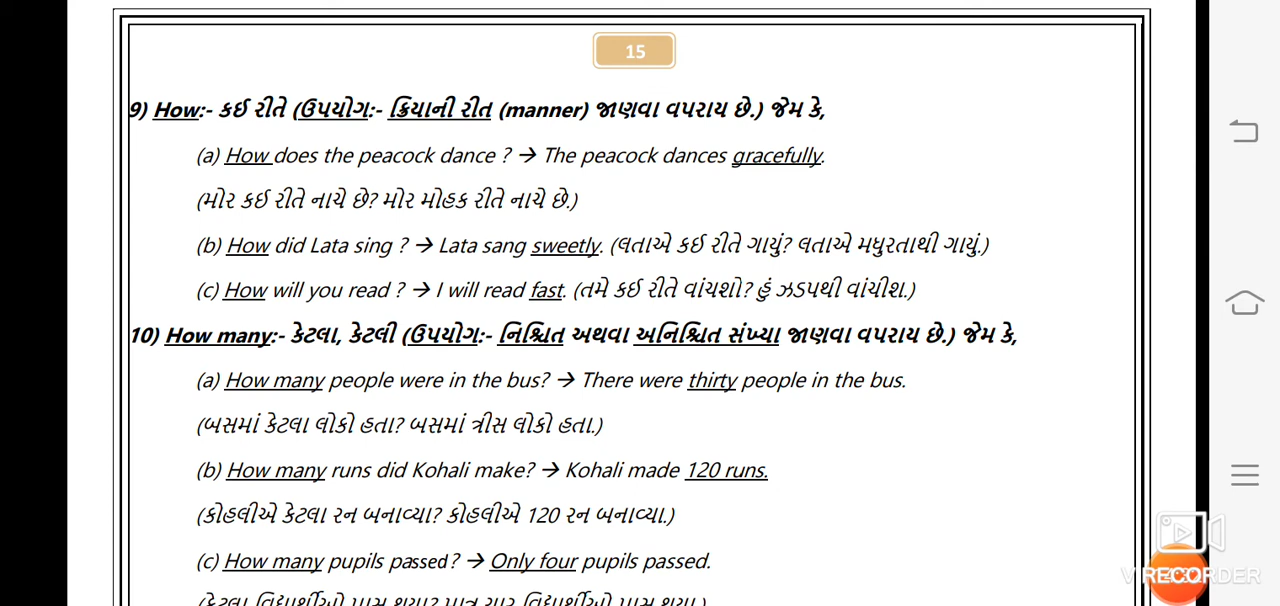 15
9) How:- કઈ રીતે (ઉપયોગ:- ક્રિયાની રીત (manner) જાણવા વપરાય છે.) જેમ કે,
(a) How does the peacock dance ? → The peacock dances gracefully.
(મોર કઈ રીતે નાચે છે? મોર મોહક રીતે નાચે છે.)
(b) How did Lata sing ? → Lata sang sweetly. (લતાએ કઈ રીતે ગાયું? લતાએ મધુરતાથી ગાયું.)
(c) How will you read ? → I will read fast. (તમે કઈ રીતે વાંચશો? હું ઝડપથી વાંચીશ.)
10) How many:- કેટલા, કેટલી (ઉપયોગ:- નિશ્ચિત અથવા અનિશ્ચિત સંખ્યા જાણવા વપરાય છે.) જેમ કે,
(a) How many people were in the bus? → There were thirty people in the bus.
(બસમાં કેટલા લોકો હતા? બસમાં ત્રીસ લોકો હતા.)
(b) How many runs did Kohali make? → Kohali made 120 runs.
(કોહલીએ કેટલા રન બનાવ્યા? કોહલીએ 120 રન બનાવ્યા.)
(c) How many pupils passed? → Only four pupils passed.
(કેટલા વિદ્યાર્થીઓ પાસ થયા? માત્ર ચાર વિદ્યાર્થીઓ પાસ થયા.)
V RECORDER